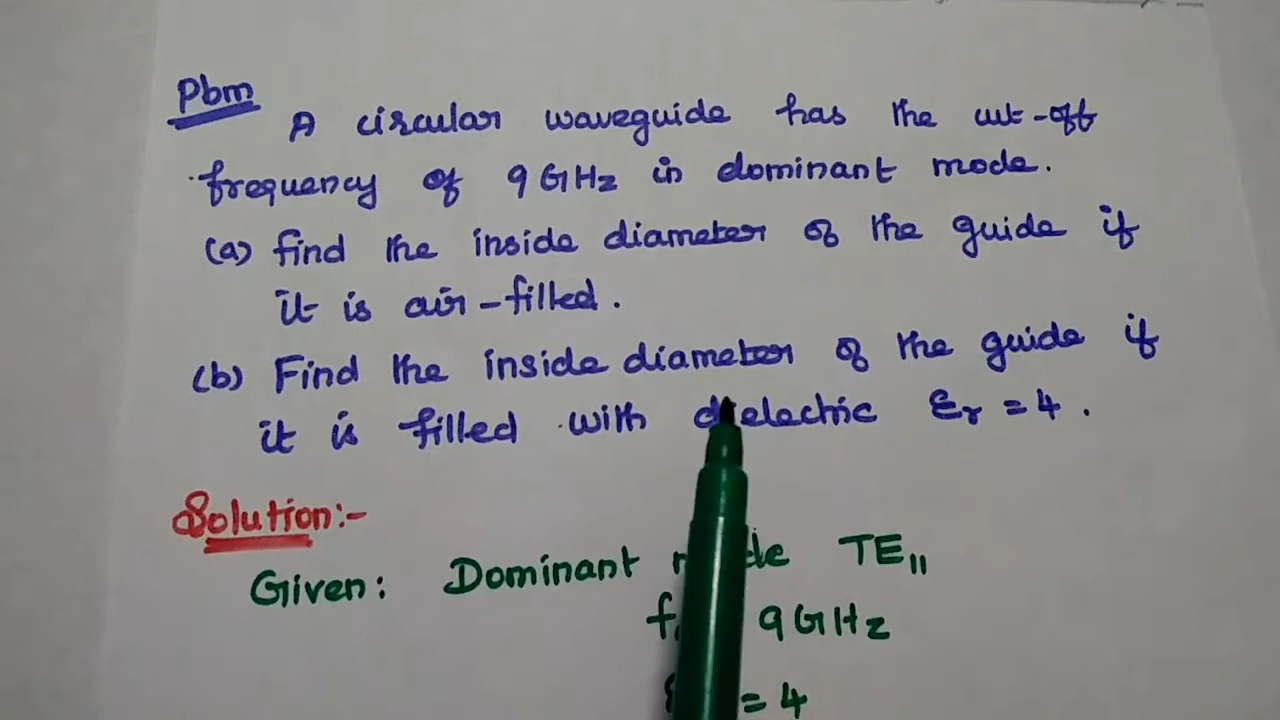 Pbm
A circular waveguide has the cut-off
frequency of 9 GHz in dominant mode.
(a) find the inside diameter of the guide if
it is air-filled.
(b) Find the inside diameter of the guide if
it is filled with dielectric εr = 4.
Solution:-
Given: Dominant TE11
9 GHz
= 4